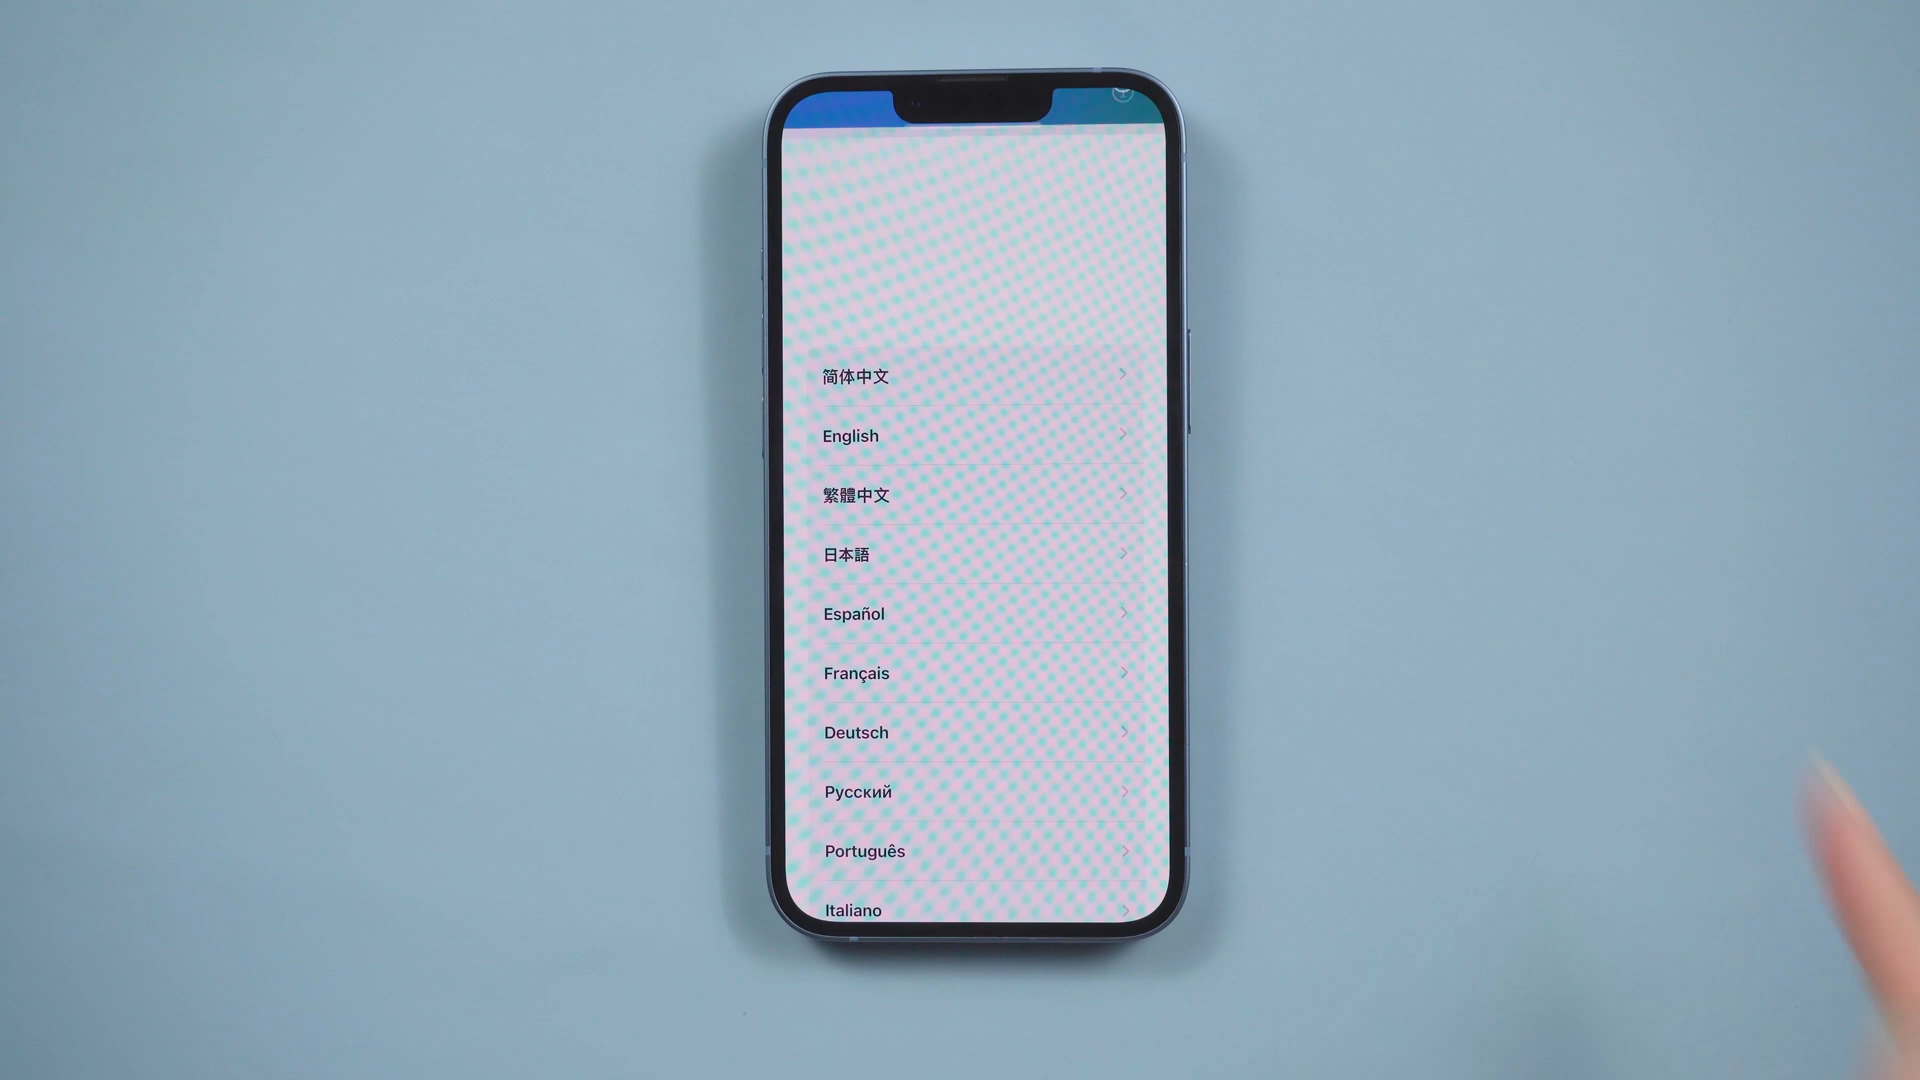 简体中文
English
繁體中文
日本語
Español
Français
Deutsch
Русский
Português
Italiano